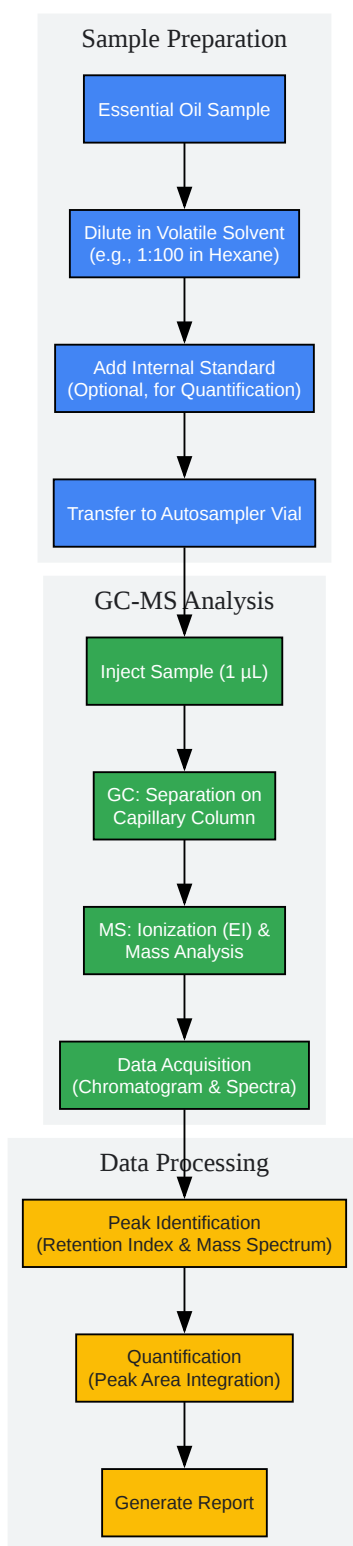 Sample Preparation
Essential Oil Sample
Dilute in Volatile Solvent
(e.g., 1:100 in Hexane)
Add Internal Standard
(Optional, for Quantification)
Transfer to Autosampler Vial
GC-MS Analysis
Inject Sample (1 µL)
GC: Separation on
Capillary Column
MS: Ionization (EI) &
Mass Analysis
Data Acquisition
(Chromatogram & Spectra)
Data Processing
Peak Identification
(Retention Index & Mass Spectrum)
Quantification
(Peak Area Integration)
Generate Report